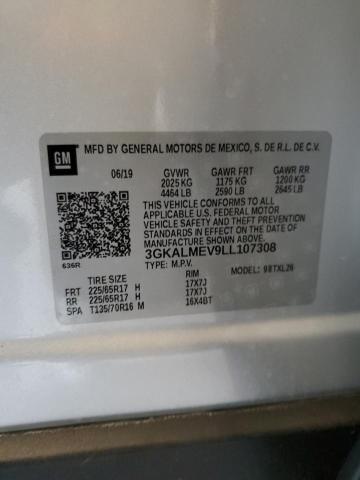 GM
MFD BY GENERAL MOTORS DE MEXICO, S. DE R.L. DE C.V.
06/19 GVWR GAWR FRT GAWR RR
2025 KG 1175 KG 1200 KG
4464 LB 2590 LB 2645 LB
THIS VEHICLE CONFORMS TO ALL
APPLICABLE U.S. FEDERAL MOTOR
VEHICLE SAFETY AND THEFT PREVENTION
STANDARDS IN EFFECT ON THE DATE OF
MANUFACTURE SHOWN ABOVE.
3GKALMEV9LL107308
636R
TYPE: M.P.V. MODEL: 98TXL26
TIRE SIZE RIM
FRT 225/65R17 H 17X7J
RR 225/65R17 H 17X7J
SPA T135/70R16 M 16X4BT